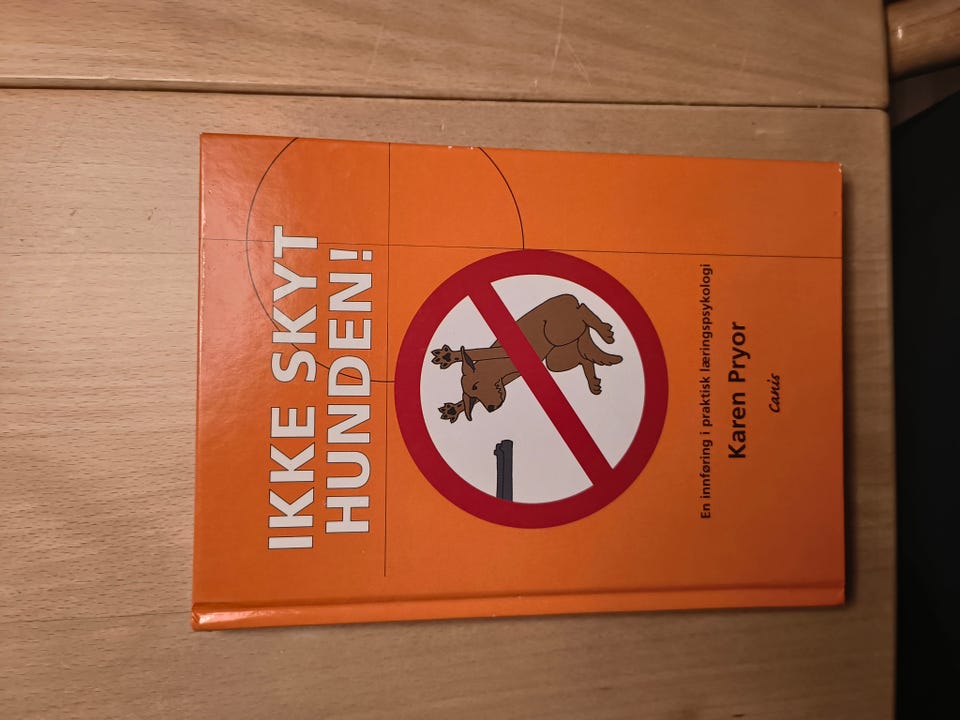 IKKE SKYT
HUNDEN!
En innføring i praktisk læringspsykologi
Karen Pryor
canis